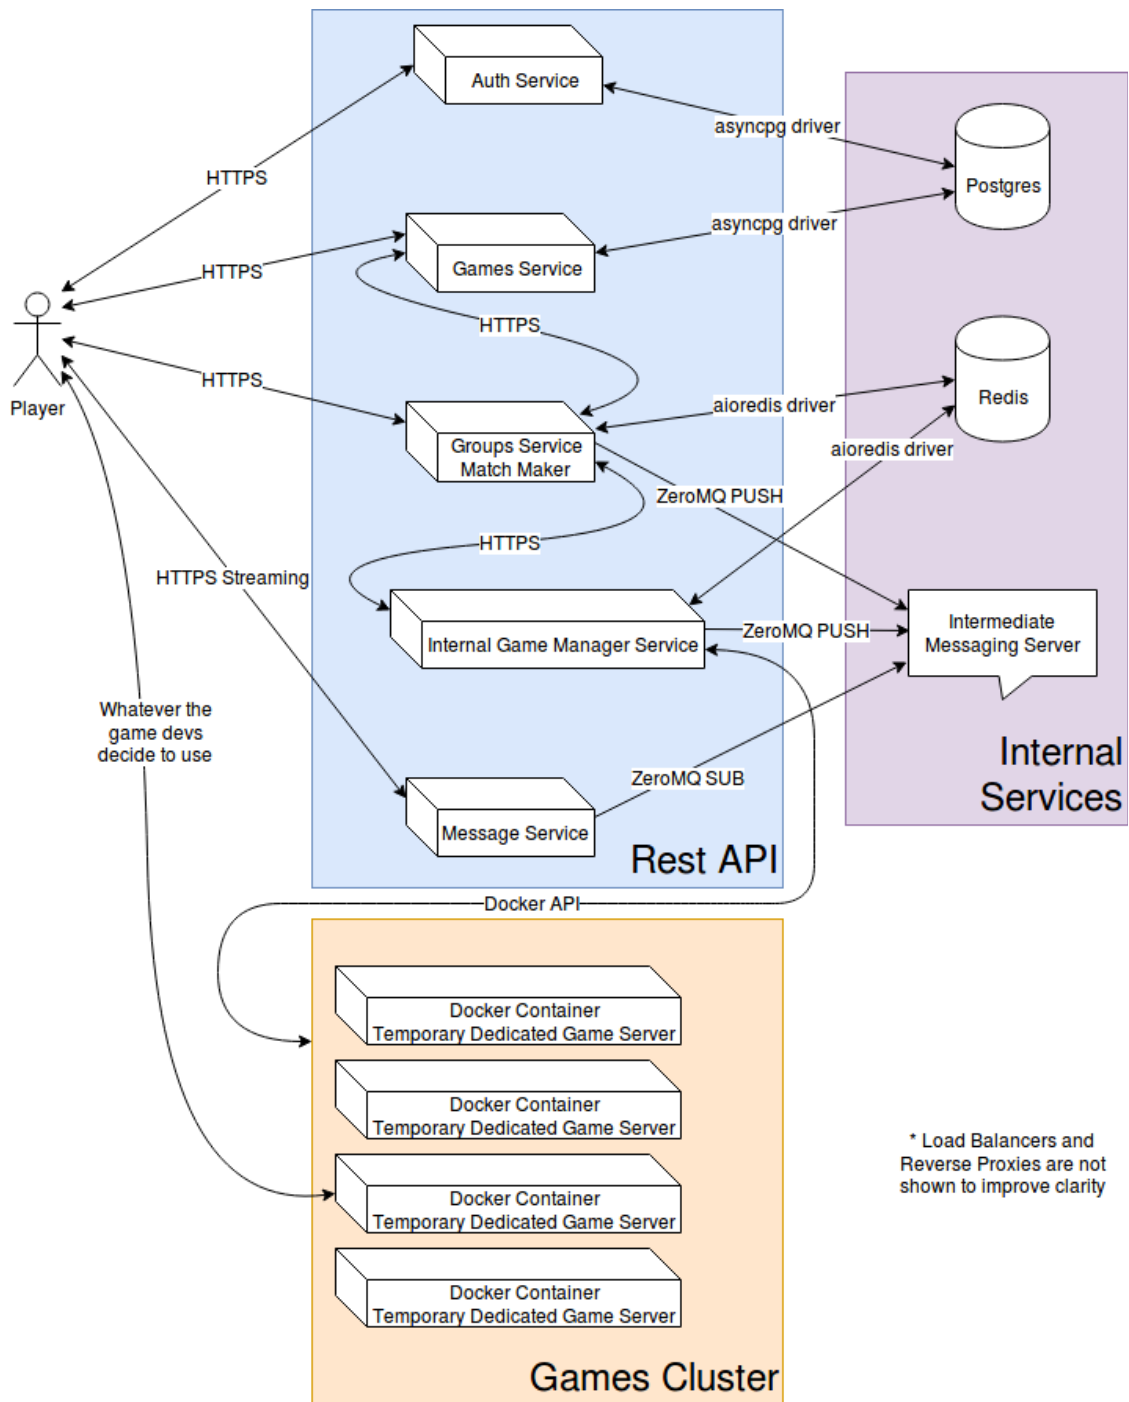 Auth Service
asyncpg driver
HTTPS
Postgres
asyncpg driver
Games Service
HTTPS
HTTPS
Player
HTTPS
Redis
aioredis driver
Groups Service
Match Maker
aioredis driver
ZeroMQ PUSH
HTTPS
HTTPS Streaming
Intermediate
Messaging Server
ZeroMQ PUSH
Internal Game Manager Service
Whatever the
game devs
decide to use
Internal
Services
ZeroMQ SUB
Message Service
Rest API
Docker API
Docker Container
Temporary Dedicated Game Server
Docker Container
Temporary Dedicated Game Server
* Load Balancers and
Reverse Proxies are not
shown to improve clarity
Docker Container
Temporary Dedicated Game Server
Docker Container
Temporary Dedicated Game Server
Games Cluster